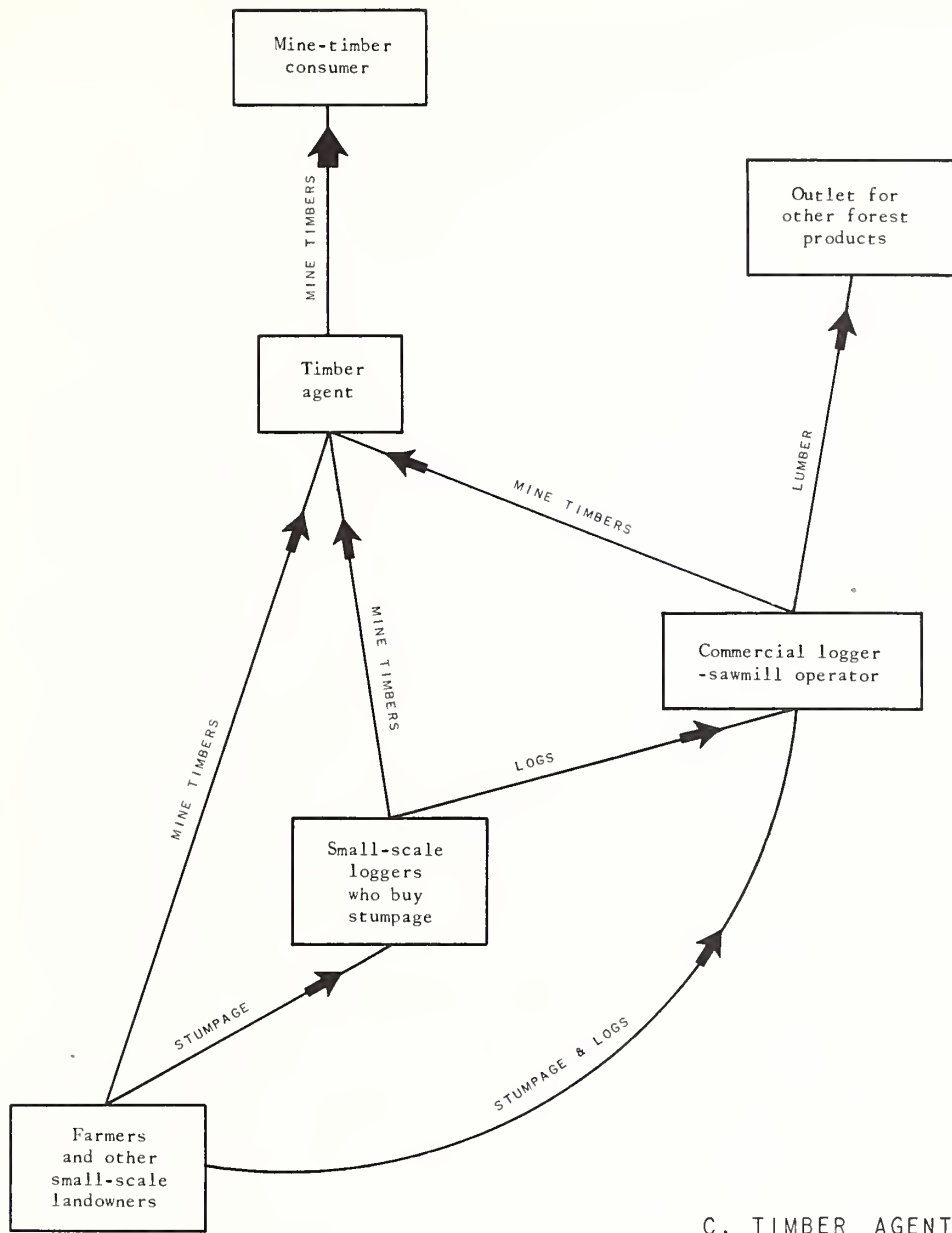 Mine-timber
consumer
MINE TIMBERS
Outlet for
other forest
products
Timber
agent
LUMBER
MINE TIMBERS
MINE TIMBERS
MINE TIMBERS
Commercial logger
-sawmill operator
LOGS
Small-scale
loggers
who buy
stumpage
STUMPAGE
STUMPAGE & LOGS
Farmers
and other
small-scale
landowners
C. TIMBER AGENT